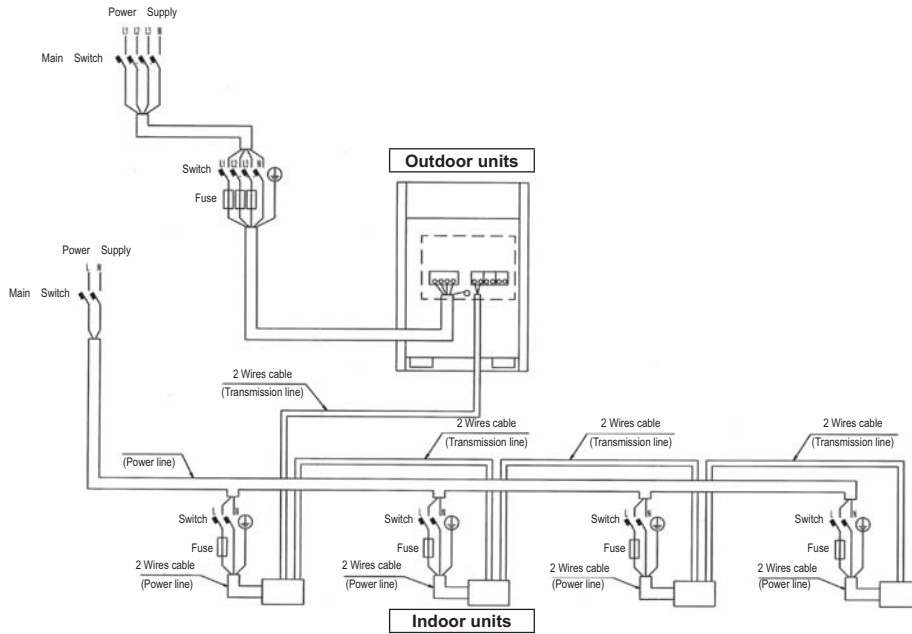 Power Supply
L1 L2 L3 N
Main Switch
Outdoor units
L1 L2 L3 N
Switch
Fuse
Power Supply
L N
Main Switch
2 Wires cable
(Transmission line)
2 Wires cable
(Transmission line)
2 Wires cable
(Transmission line)
2 Wires cable
(Transmission line)
(Power line)
L N
Switch
Fuse
2 Wires cable
(Power line)
L N
Switch
Fuse
2 Wires cable
(Power line)
L N
Switch
Fuse
2 Wires cable
(Power line)
L N
Switch
Fuse
2 Wires cable
(Power line)
Indoor units